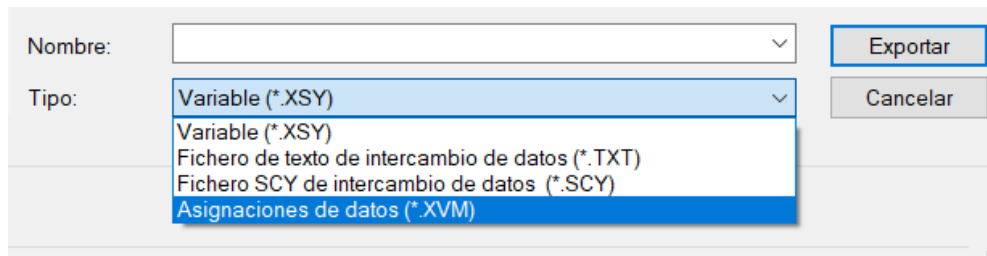 Nombre:
Exportar
Tipo:
Variable (*.XSY)
Cancelar
Variable (*.XSY)
Fichero de texto de intercambio de datos (*.TXT)
Fichero SCY de intercambio de datos  (*.SCY)
Asignaciones de datos (*.XVM)